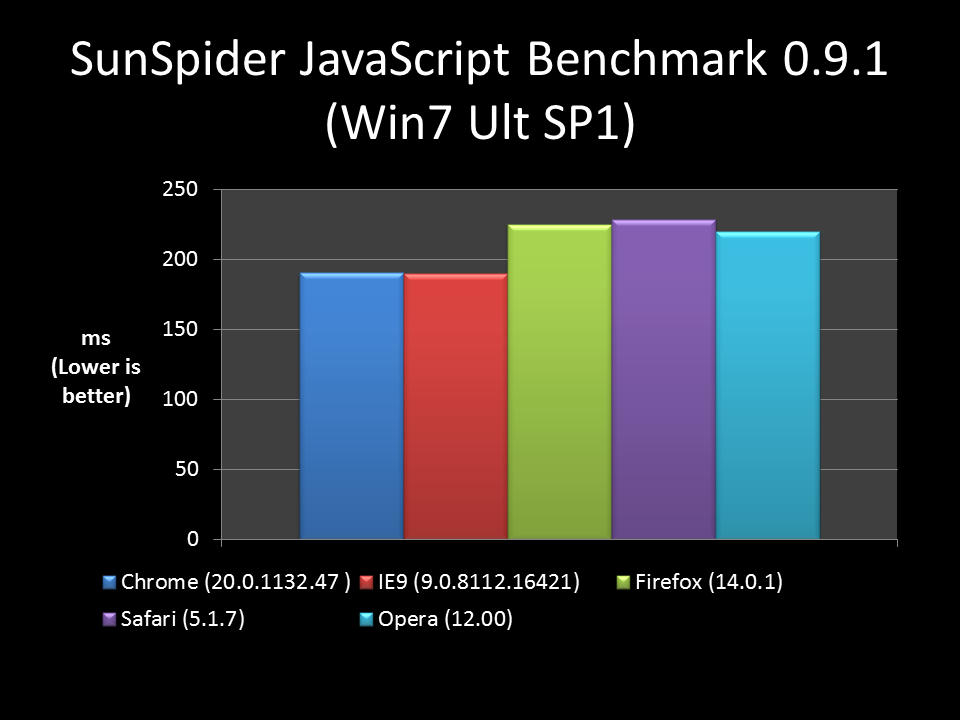 SunSpider JavaScript Benchmark 0.9.1
(Win7 Ult SP1)
250
200
150
100
50
0
ms
(Lower is
better)
Chrome (20.0.1132.47 )
IE9 (9.0.8112.16421)
Firefox (14.0.1)
Safari (5.1.7)
Opera (12.00)